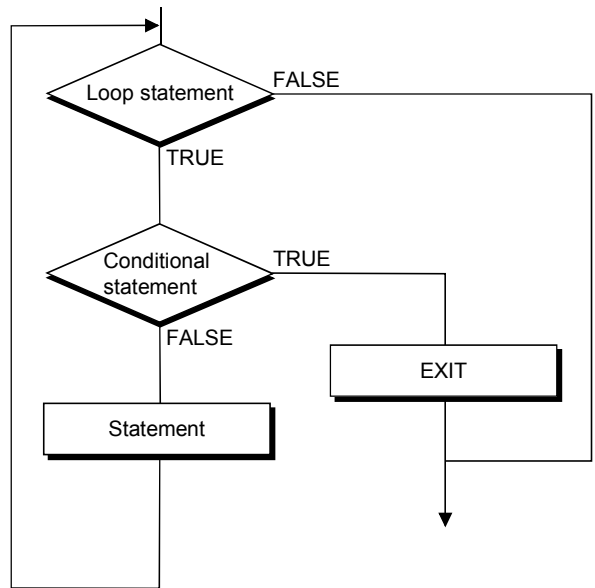 Loop statement
FALSE
TRUE
Conditional
statement
TRUE
FALSE
EXIT
Statement